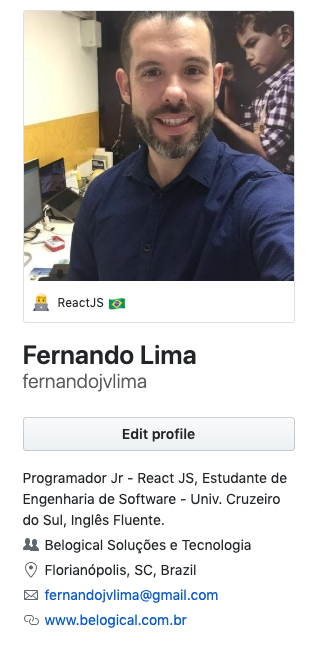 ReactJS
Fernando Lima
fernandojvlima
Edit profile
Programador Jr - React JS, Estudante de
Engenharia de Software - Univ. Cruzeiro
do Sul, Inglês Fluente.
Belogical Soluções e Tecnologia
Florianópolis, SC, Brazil
fernandojvlima@gmail.com
www.belogical.com.br